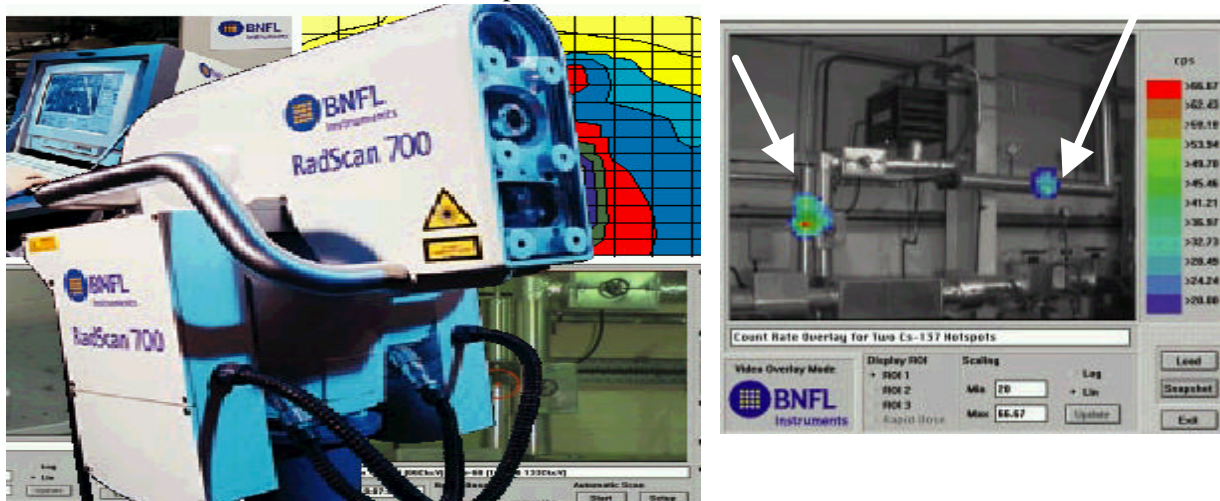 BNFL
Instruments
BNFL
Instruments
RadScan 700
BNFL
Instruments
RadScan 700
Automatic Scan
Log
Lin
Update
Start
Setup
cps
>66.67
>62.43
>58.18
>53.94
>49.70
>45.46
>41.21
>36.97
>32.73
>28.49
>24.24
>20.00
Count Rate Overlay for Two Cs-137 Hotspots
Video Overlay Mode
BNFL
Instruments
Display ROI
ROI 1
ROI 2
ROI 3
Rapid Dose
Scaling
Min 20
Max 66.67
Log
Lin
Update
Load
Snapshot
Exit